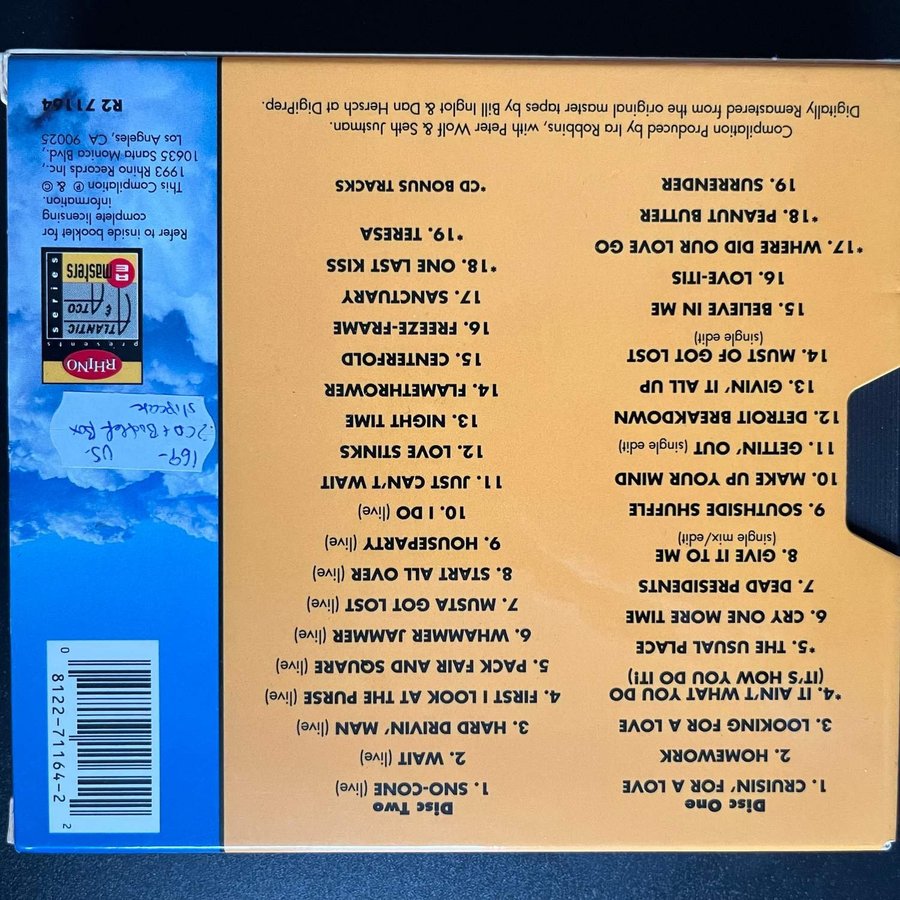 Disc One
1. CRUISIN' FOR A LOVE
2. HOMEWORK
3. LOOKING FOR A LOVE
*4. IT AIN'T WHAT YOU DO
(IT'S HOW YOU DO IT!)
*5. THE USUAL PLACE
6. CRY ONE MORE TIME
7. DEAD PRESIDENTS
8. GIVE IT TO ME
(single mix/edit)
9. SOUTHSIDE SHUFFLE
10. MAKE UP YOUR MIND
11. GETTIN' OUT (single edit)
12. DETROIT BREAKDOWN
13. GIVIN' IT ALL UP
14. MUST OF GOT LOST
(single edit)
15. BELIEVE IN ME
16. LOVE-ITIS
*17. WHERE DID OUR LOVE GO
*18. PEANUT BUTTER
19. SURRENDER
Disc Two
1. SNO-CONE (live)
2. WAIT (live)
3. HARD DRIVIN' MAN (live)
4. FIRST I LOOK AT THE PURSE (live)
5. PACK FAIR AND SQUARE (live)
6. WHAMMER JAMMER (live)
7. MUSTA GOT LOST (live)
8. START ALL OVER (live)
9. HOUSEPARTY (live)
10. I DO (live)
11. JUST CAN'T WAIT
12. LOVE STINKS
13. NIGHT TIME
14. FLAMETHROWER
15. CENTERFOLD
16. FREEZE-FRAME
17. SANCTUARY
*18. ONE LAST KISS
*19. TERESA
*CD BONUS TRACKS
Compilation Produced by Ira Robbins, with Peter Wolf & Seth Justman.
Digitally Remastered from the original master tapes by Bill Inglot & Dan Hersch at DigiPrep.
2
8122-71164-2
0
169-
US-
2CD + Booklet Box
slipcase
RHINO
presents
ATLANTIC
& ATCO
re masters
series
Refer to inside booklet for
complete licensing
information.
This Compilation ℗ & ©
1993 Rhino Records Inc.,
10635 Santa Monica Blvd.,
Los Angeles, CA 90025
R2 71164